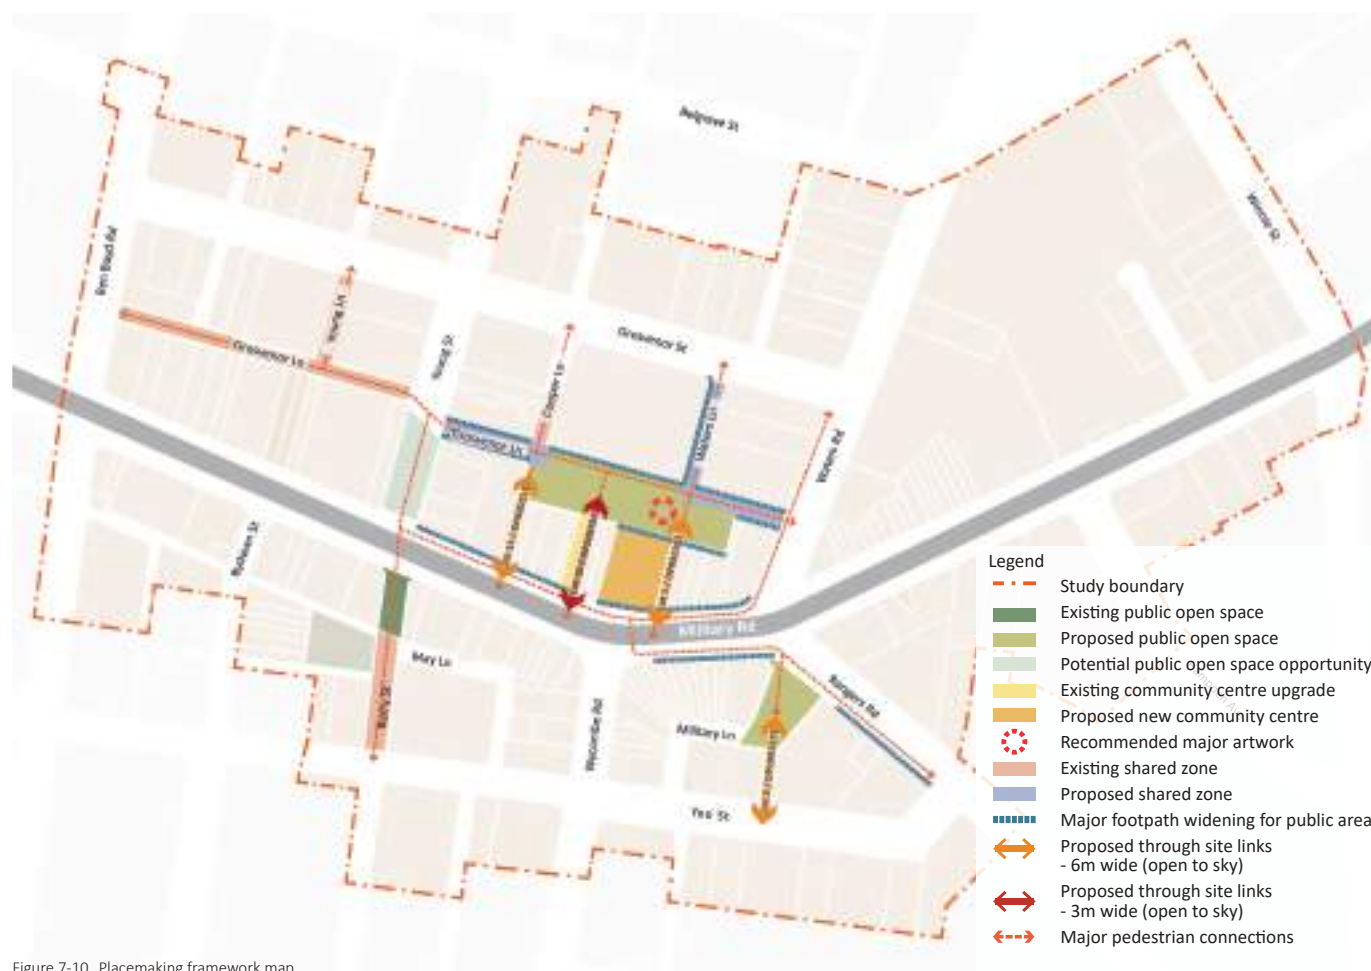 Belgrave St
Winnie St
Ben Boyd Rd
Grosvenor Ln
Young St
Cooper Ln
Grosvenor St
Waters Ln
Waters Rd
Grosvenor Ln
Military Rd
May Ln
Rangers Rd
Military Ln
Yeo St
Legend
Study boundary
Existing public open space
Proposed public open space
Potential public open space opportunity
Existing community centre upgrade
Proposed new community centre
Recommended major artwork
Existing shared zone
Proposed shared zone
Major footpath widening for public area
Proposed through site links
- 6m wide (open to sky)
Proposed through site links
- 3m wide (open to sky)
Major pedestrian connections
Figure 7-10 Placemaking framework map